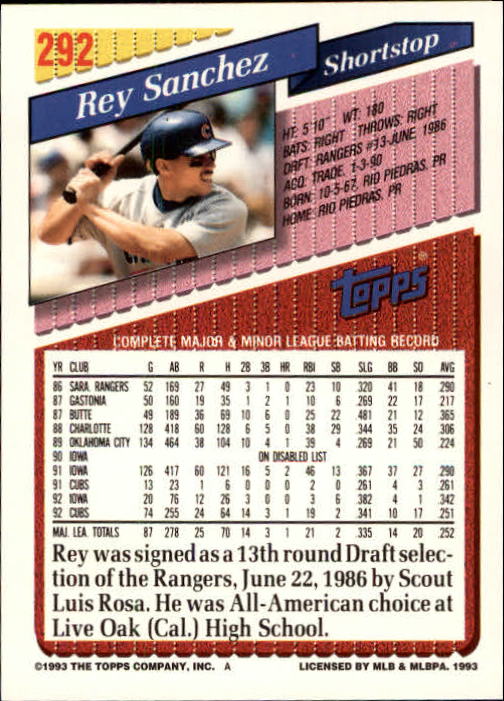 292
Rey Sanchez
Shortstop
HT: 5'10" WT: 180
BATS: RIGHT THROWS: RIGHT
DRAFT: RANGERS #13-JUNE, 1986
ACQ: TRADE, 1-3-90
BORN: 10-5-67, RIO PIEDRAS, PR
HOME: RIO PIEDRAS, PR
topps®
COMPLETE MAJOR & MINOR LEAGUE BATTING RECORD
YR CLUB G AB R H 2B 3B HR RBI SB SLG BB SO AVG
86 SARA. RANGERS 52 169 27 49 3 1 0 23 10 .320 41 18 .290
87 GASTONIA 50 160 19 35 1 2 1 10 6 .269 22 17 .217
87 BUTTE 49 189 36 69 10 6 0 25 22 .481 21 12 .365
88 CHARLOTTE 128 418 60 128 6 5 0 38 29 .344 35 24 .306
89 OKLAHOMA CITY 134 464 38 104 10 4 1 39 4 .269 21 50 .224
90 IOWA ON DISABLED LIST
91 IOWA 126 417 60 121 16 5 2 46 13 .367 37 27 .290
91 CUBS 13 23 1 6 0 0 0 2 0 .261 4 3 .261
92 IOWA 20 76 12 26 3 0 0 3 6 .382 4 1 .342
92 CUBS 74 255 24 64 14 3 1 19 2 .341 10 17 .251
MAJ. LEA. TOTALS 87 278 25 70 14 3 1 21 2 .335 14 20 .252
Rey was signed as a 13th round Draft selec-
tion of the Rangers, June 22, 1986 by Scout
Luis Rosa. He was All-American choice at
Live Oak (Cal.) High School.
©1993 THE TOPPS COMPANY, INC. A LICENSED BY MLB & MLBPA. 1993